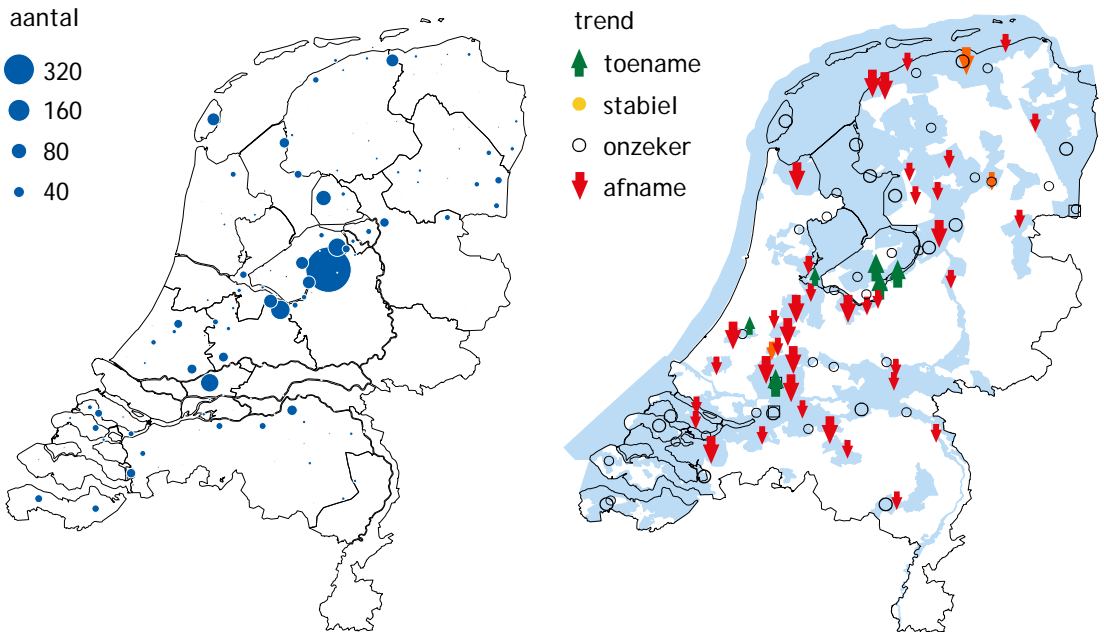 aantal
320
160
80
40
trend
toename
stabiel
onzeker
afname